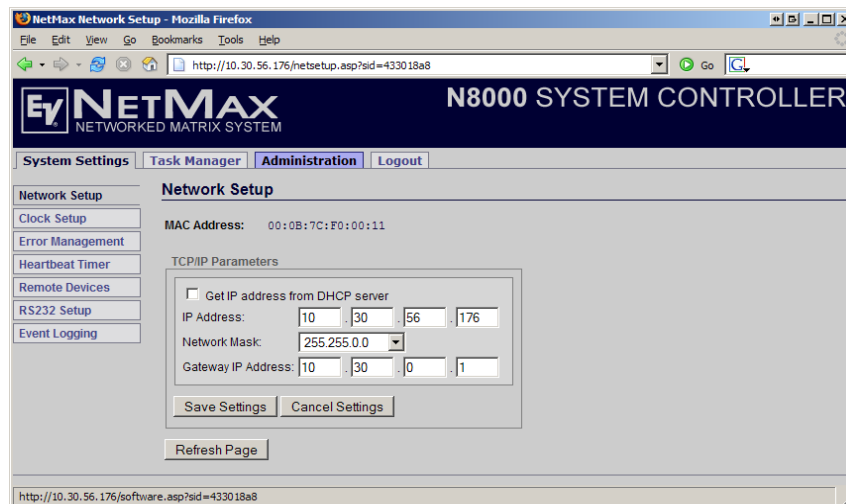 NetMax Network Setup - Mozilla Firefox
File Edit View Go Bookmarks Tools Help
http://10.30.56.176/netsetup.asp?sid=433018a8 Go G
EV NETMAX
NETWORKED MATRIX SYSTEM
N8000 SYSTEM CONTROLLER
System Settings Task Manager Administration Logout
Network Setup
Clock Setup
Error Management
Heartbeat Timer
Remote Devices
RS232 Setup
Event Logging
Network Setup
MAC Address: 00:0B:7C:F0:00:11
TCP/IP Parameters
Get IP address from DHCP server
IP Address: 10 . 30 . 56 . 176
Network Mask: 255.255.0.0
Gateway IP Address: 10 . 30 . 0 . 1
Save Settings Cancel Settings
Refresh Page
http://10.30.56.176/software.asp?sid=433018a8